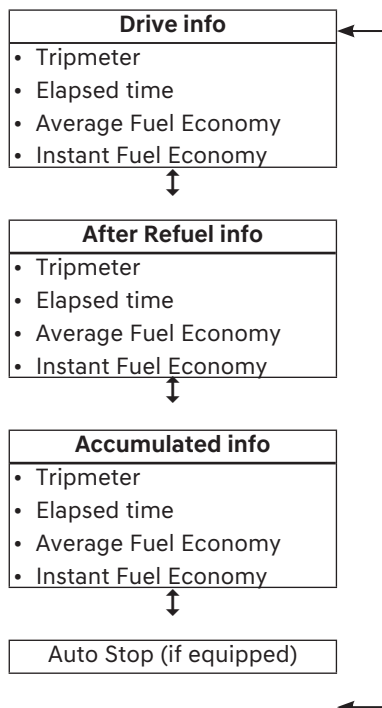 Drive info
• Tripmeter
• Elapsed time
• Average Fuel Economy
• Instant Fuel Economy
After Refuel info
• Tripmeter
• Elapsed time
• Average Fuel Economy
• Instant Fuel Economy
Accumulated info
• Tripmeter
• Elapsed time
• Average Fuel Economy
• Instant Fuel Economy
Auto Stop (if equipped)